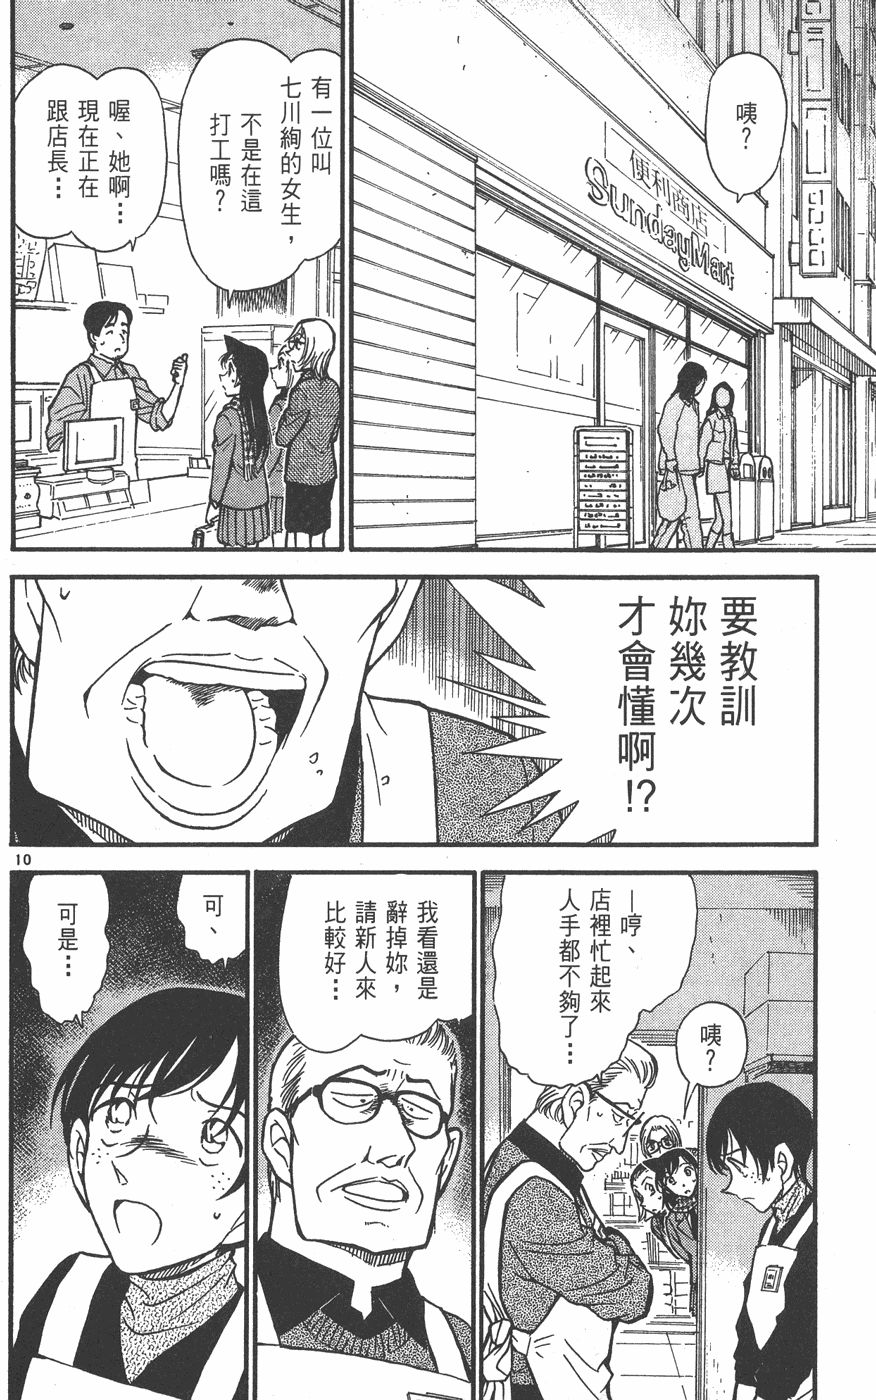 咦？
便利商店
SundayMart
有一位叫
七川絢的女生，
不是在這
打工嗎？
喔、她啊…
現在正在
跟店長…
要教訓
妳幾次
才會懂啊!?
10
—哼、
店裡忙起來
人手都不夠了…
咦？
我看還是
辭掉妳，
請新人來
比較好…
可、
可是…